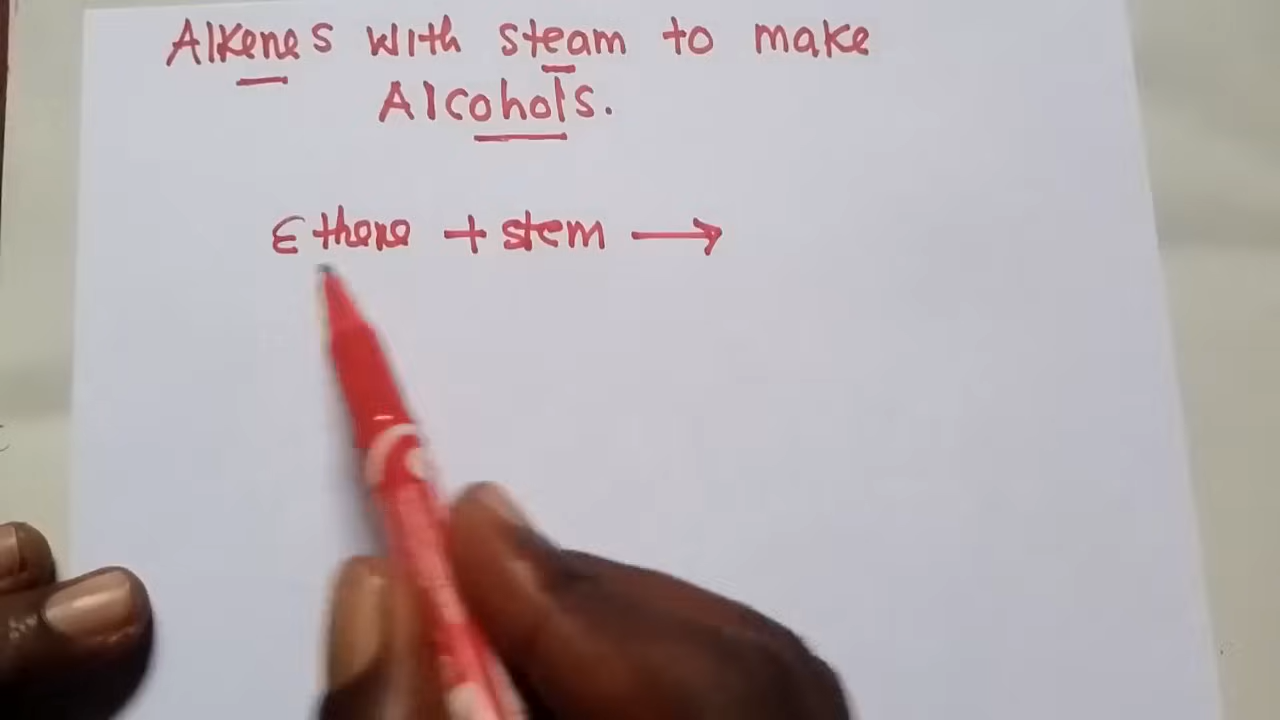 Alkenes with steam to make
Alcohols.
Ethene + stem →